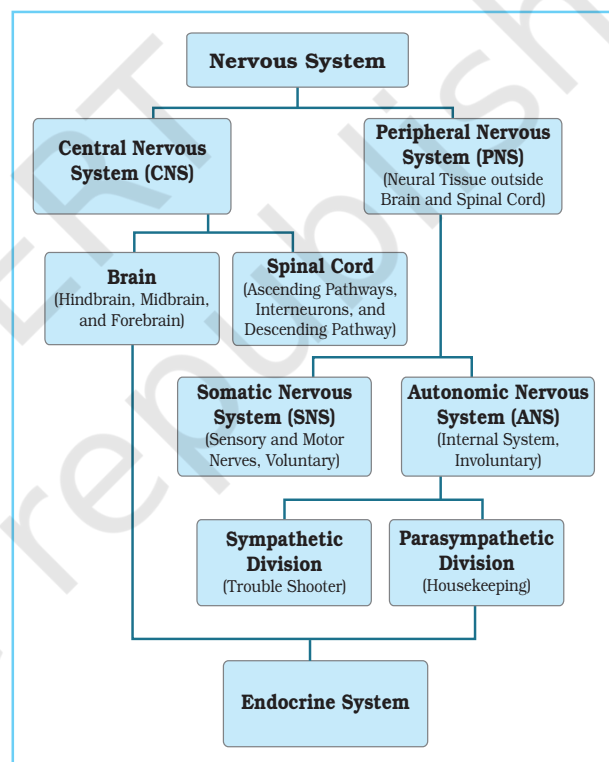 Nervous System
Central Nervous
System (CNS)
Peripheral Nervous
System (PNS)
(Neural Tissue outside
Brain and Spinal Cord)
Brain
(Hindbrain, Midbrain,
and Forebrain)
Spinal Cord
(Ascending Pathways,
Interneurons, and
Descending Pathway)
Somatic Nervous
System (SNS)
(Sensory and Motor
Nerves, Voluntary)
Autonomic Nervous
System (ANS)
(Internal System,
Involuntary)
Sympathetic
Division
(Trouble Shooter)
Parasympathetic
Division
(Housekeeping)
Endocrine System
republish